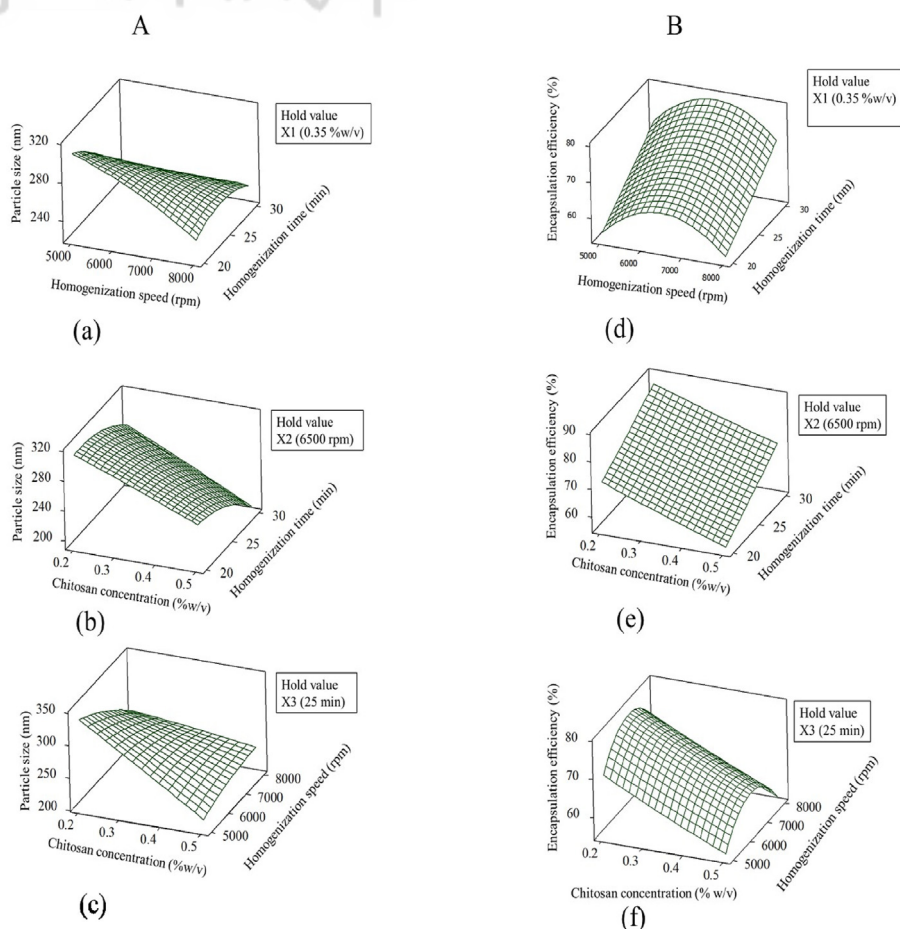 A
B
Hold value
X1 (0.35 %w/v)
Particle size (nm)
320
280
240
5000
6000
7000
8000
20
25
30
Homogenization speed (rpm)
Homogenization time (min)
(a)
Hold value
X1 (0.35 %w/v)
Encapsulation efficiency (%)
80
70
60
5000
6000
7000
8000
20
25
30
Homogenization speed (rpm)
Homogenization time (nm)
(d)
Hold value
X2 (6500 rpm)
Particle size (nm)
320
280
240
200
0.2
0.3
0.4
0.5
20
25
30
Chitosan concentration (%w/v)
Homogenization time (min)
(b)
Hold value
X2 (6500 rpm)
Encapsulation efficiency (%)
90
80
70
60
0.2
0.3
0.4
0.5
20
25
30
Chitosan concentration (%w/v)
Homogenization time (min)
(e)
Hold value
X3 (25 min)
Particle size (nm)
350
300
250
200
0.2
0.3
0.4
0.5
5000
6000
7000
8000
Chitosan concentration (%w/v)
Homogenization speed (rpm)
(c)
Hold value
X3 (25 min)
Encapsulation efficiency (%)
80
70
60
0.2
0.3
0.4
0.5
5000
6000
7000
8000
Chitosan concentration (% w/v)
Homogenization speed (rpm)
(f)